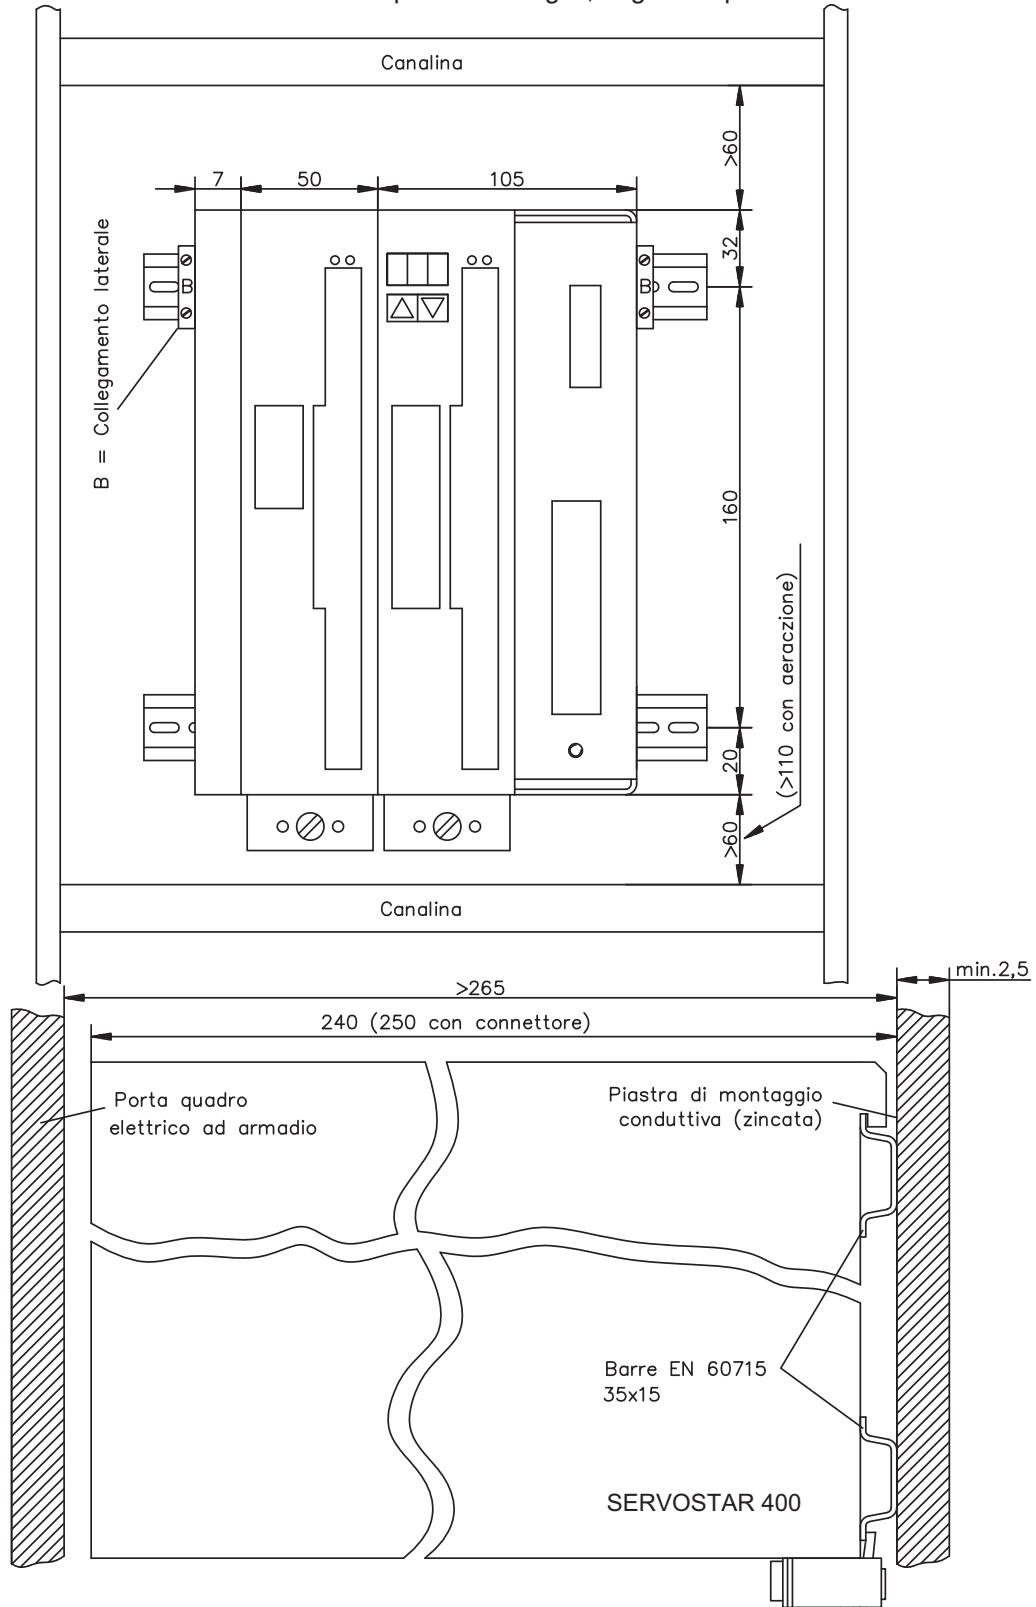 Canalina
>60
7
50
105
32
B = Collegamento laterale
B
B
160
(>110 con aeraczione)
20
>60
Canalina
min.2,5
>265
240 (250 con connettore)
Porta quadro
elettrico ad armadio
Piastra di montaggio
conduttiva (zincata)
Barre EN 60715
35x15
SERVOSTAR 400